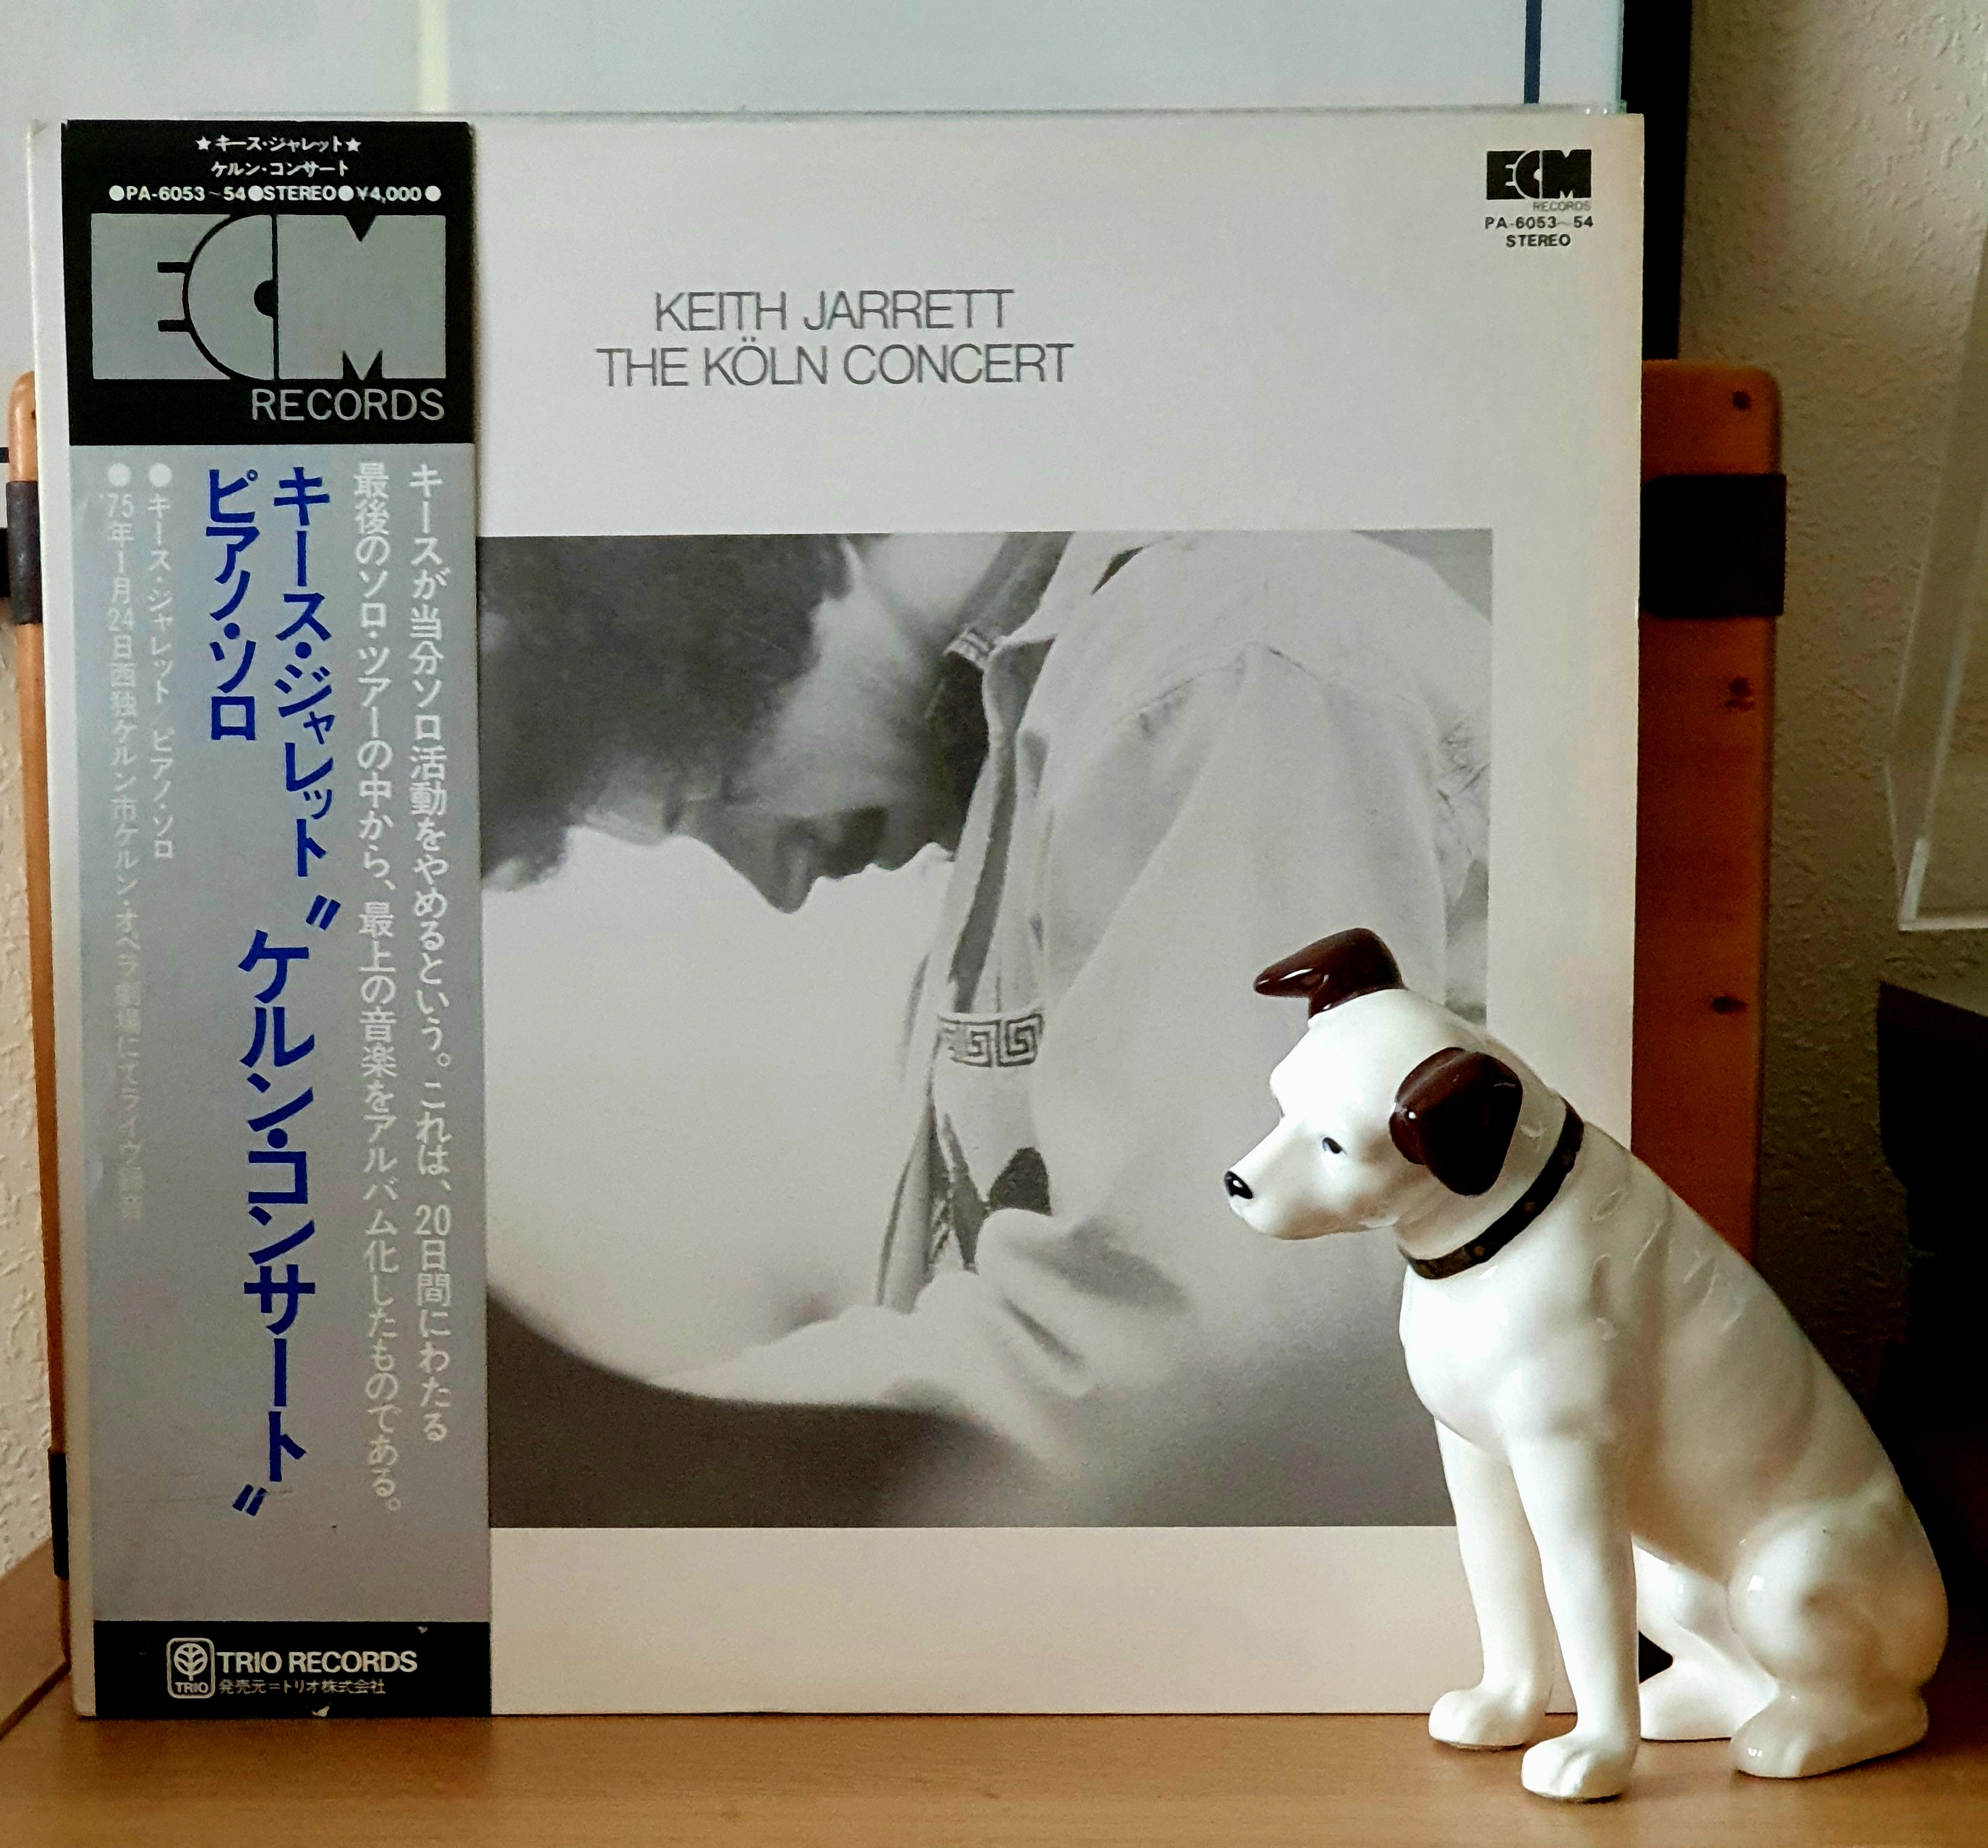 ★キース・ジャレット★
ケルン・コンサート
●PA-6053~54●STEREO●¥4,000●
ECM
RECORDS
キースが当分ソロ活動をやめるという。これは、20日間にわたる
最後のソロ・ツアーの中から、最上の音楽をアルバム化したものである。
キース・ジャレット〝ケルン・コンサート〟
ピアノ・ソロ
●キース・ジャレット/ピアノ・ソロ
●'75年1月24日西独ケルン市ケルン・オペラ劇場にてライヴ録音
TRIO RECORDS
TRIO
発売元=トリオ株式会社
KEITH JARRETT
THE KÖLN CONCERT
ECM
RECORDS
PA-6053~54
STEREO